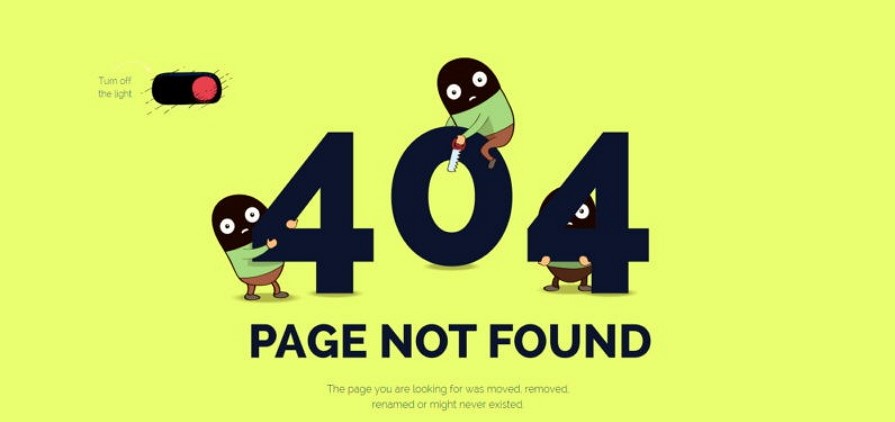 Turn off
the light
404
PAGE NOT FOUND
The page you are looking for was moved, removed,
renamed or might never existed.